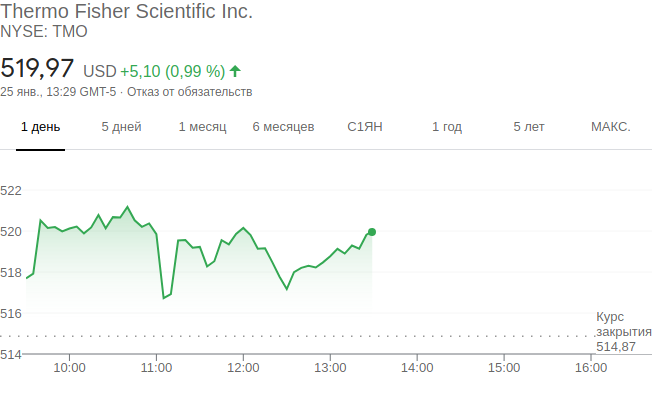 Thermo Fisher Scientific Inc.
NYSE: TMO
519,97 USD +5,10 (0,99 %)
25 янв., 13:29 GMT-5 · Отказ от обязательств
1 день 5 дней 1 месяц 6 месяцев С1ЯН 1 год 5 лет МАКС.
522
520
518
516
514
Курс
закрытия
514,87
10:00 11:00 12:00 13:00 14:00 15:00 16:00